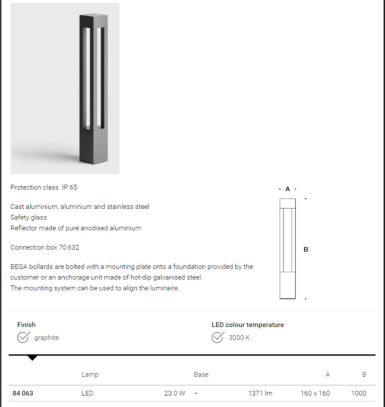 Protection class IP 65
Cast aluminium, aluminium and stainless steel
Safety glass
Reflector made of pure anodised aluminium
Connection box 70 632
BEGA bollards are bolted with a mounting plate onto a foundation provided by the
customer or an anchorage unit made of hot-dip galvanised steel.
The mounting system can be used to align the luminaire.
A
B
Finish
graphite
LED colour temperature
3000 K
Lamp Base A B
84 063 LED 23.0 W – 1371 lm 160 x 160 1000